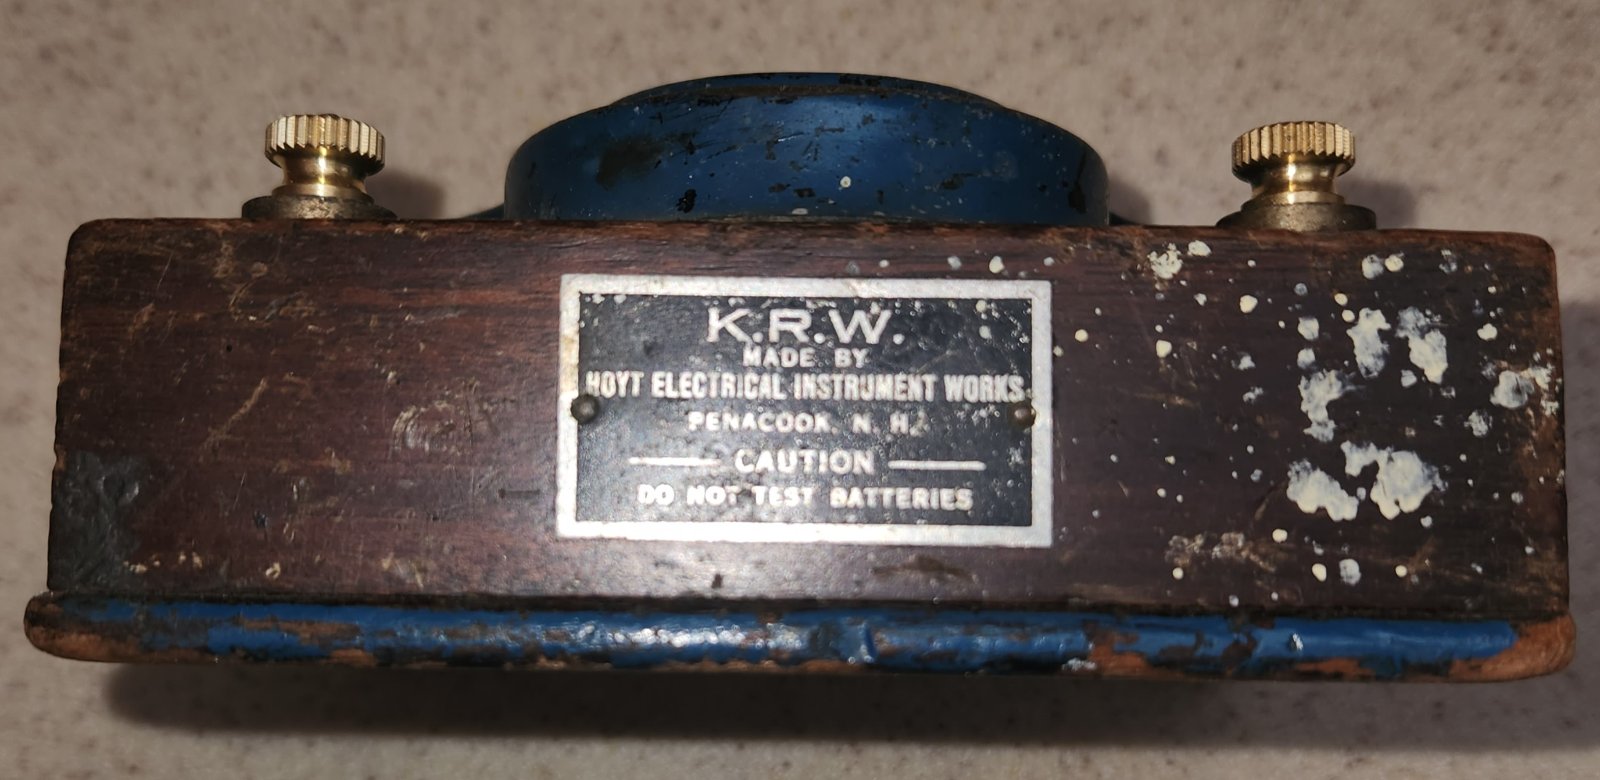 K.R.W.
MADE BY
HOYT ELECTRICAL INSTRUMENT WORKS
PENACOOK, N. H.
CAUTION
DO NOT TEST BATTERIES